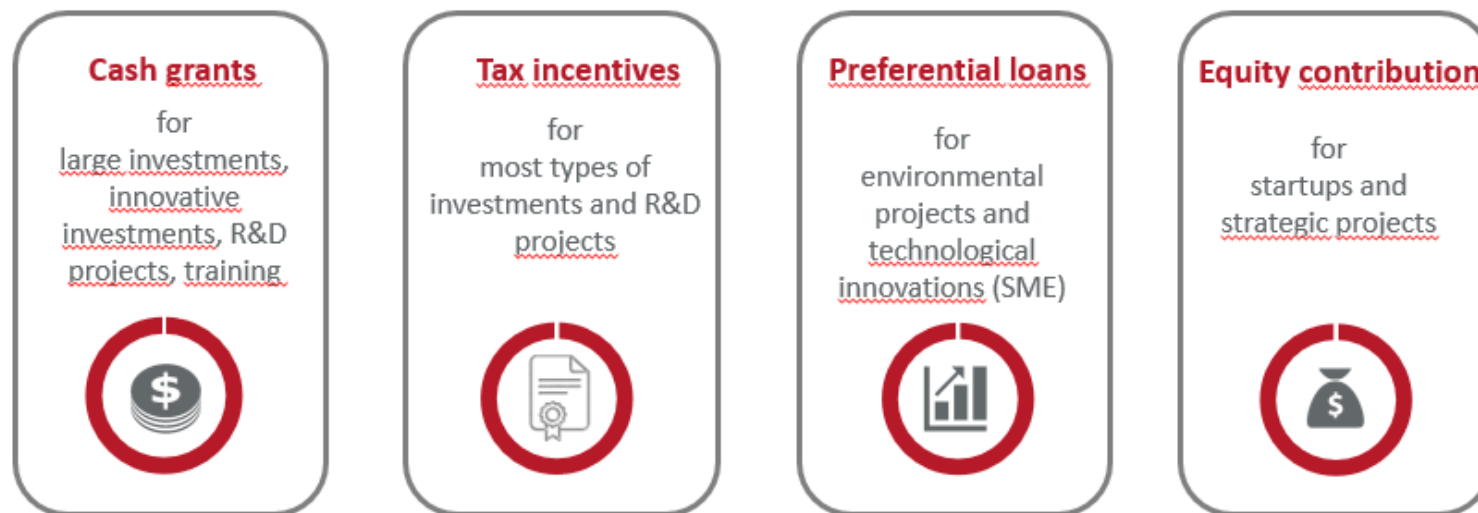 Cash grants
for
large investments,
innovative
investments, R&D
projects, training
$
Tax incentives
for
most types of
investments and R&D
projects
Preferential loans
for
environmental
projects and
technological
innovations (SME)
Equity contribution
for
startups and
strategic projects
$